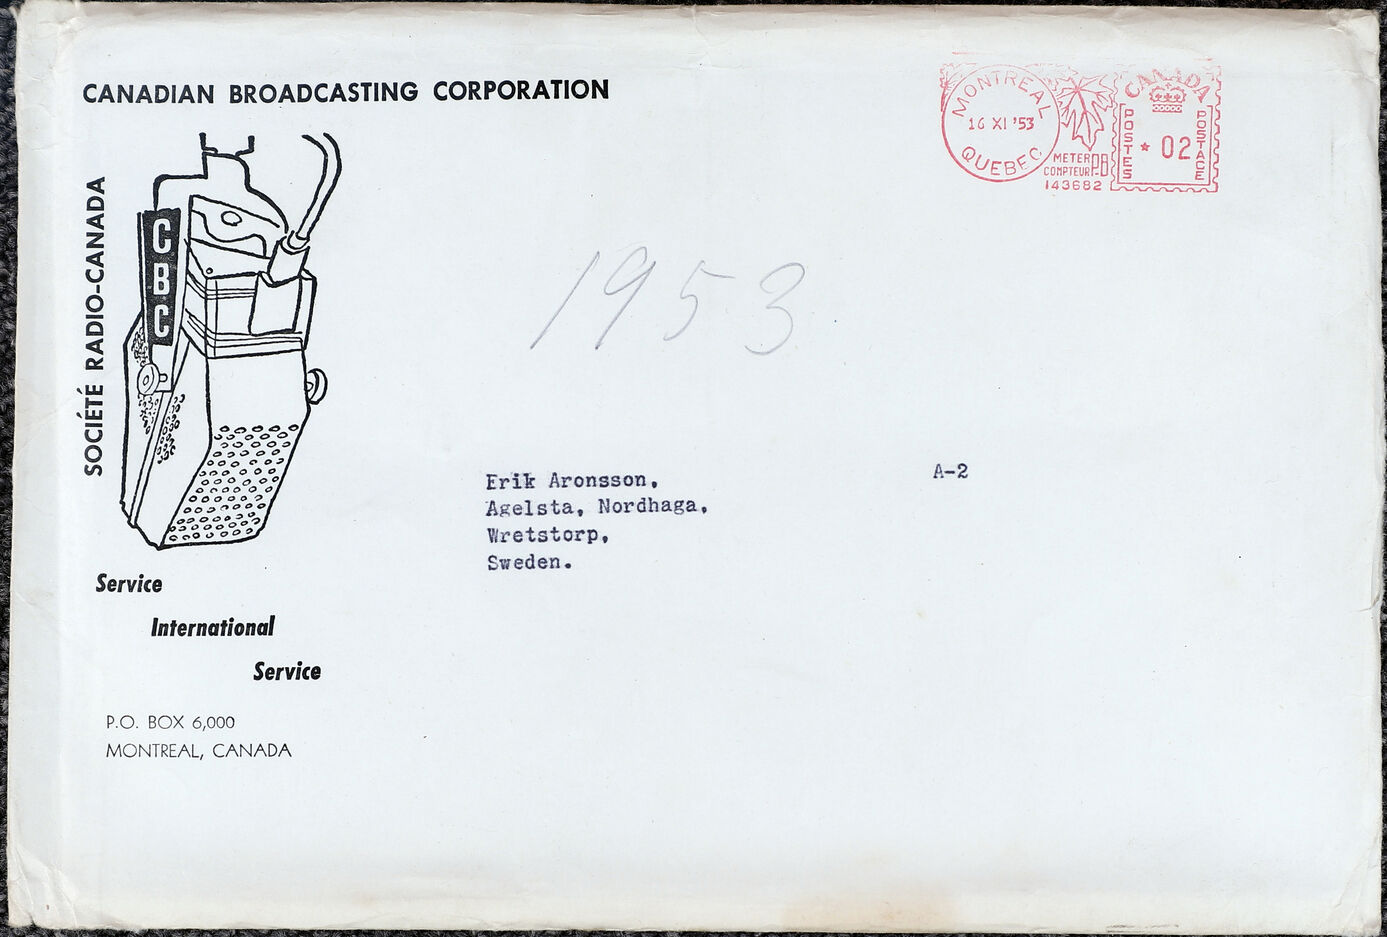 CANADIAN BROADCASTING CORPORATION
SOCIÉTÉ RADIO-CANADA
CBC
Service
International
Service
P.O. BOX 6,000
MONTREAL, CANADA
MONTREAL
16 XI '53
QUEBEC
METER
COMPTEUR PB
143682
CANADA
POSTES
* 02
POSTAGE
1953
Erik Aronsson, A-2
Agelsta, Nordhaga,
Wretstorp,
Sweden.